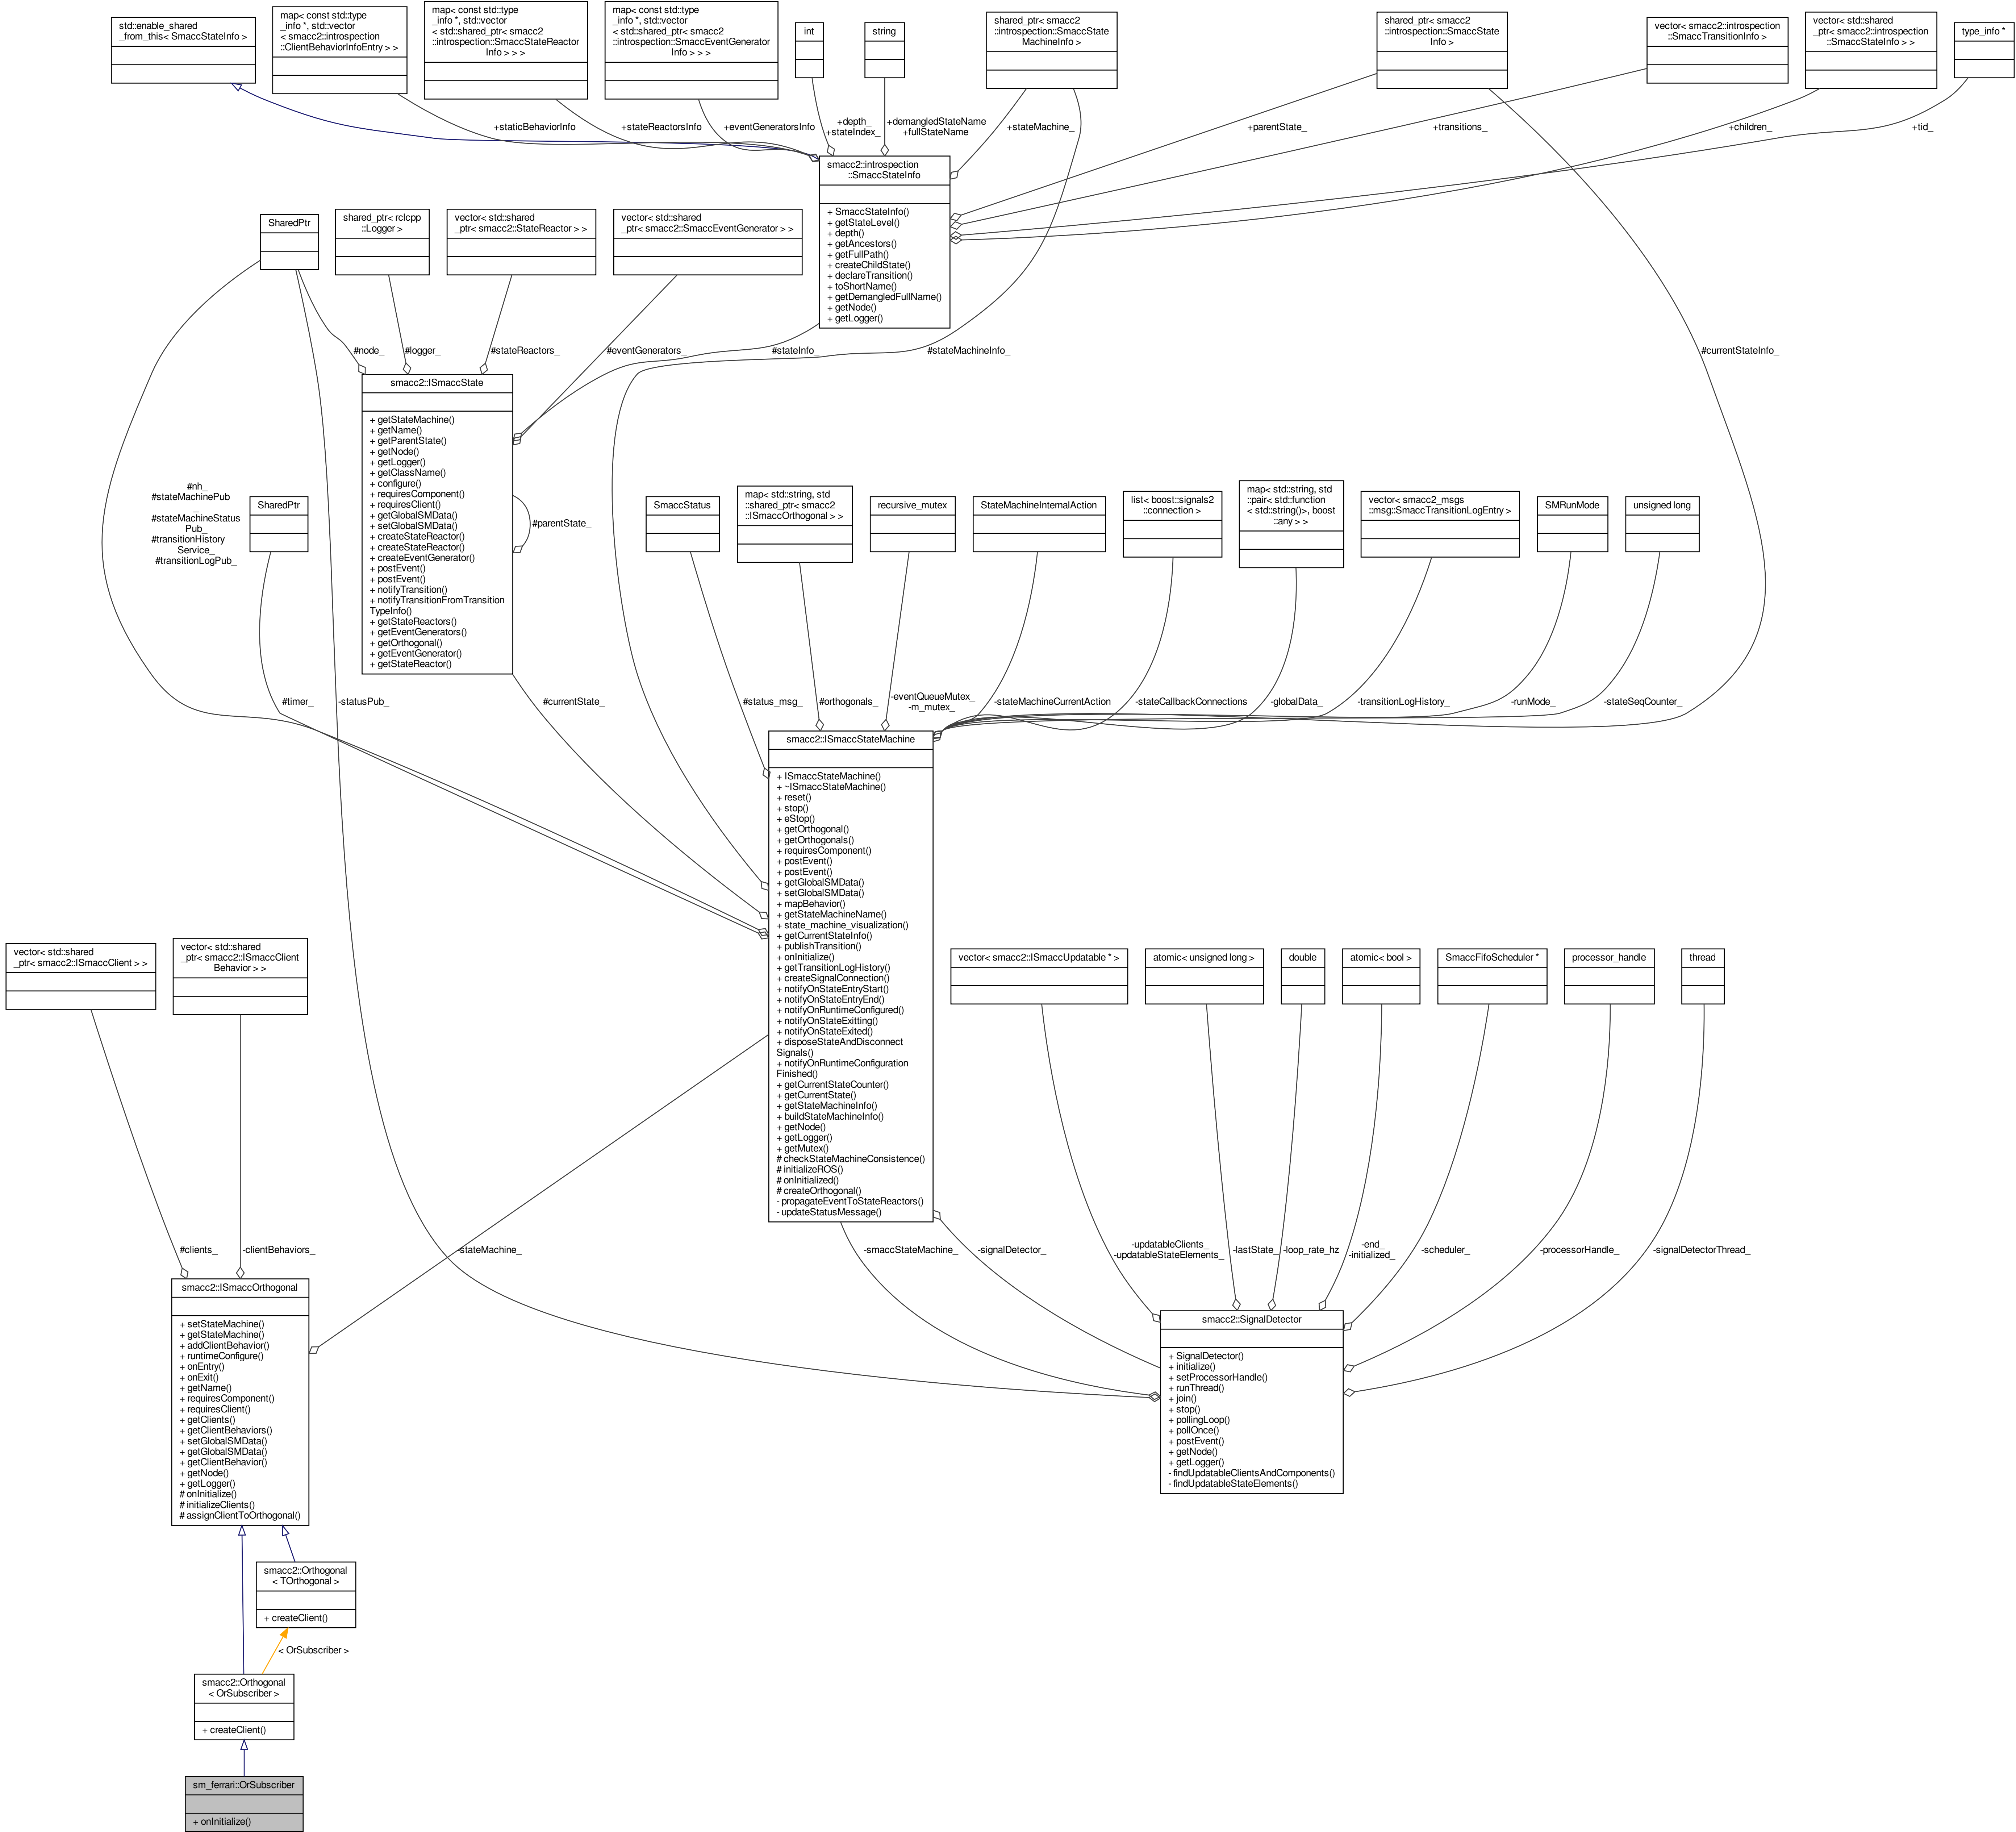 std::enable_shared
_from_this< SmaccStateInfo >
map< const std::type
_info *, std::vector
< smacc2::introspection
::ClientBehaviorInfoEntry > >
map< const std::type
_info *, std::vector
< std::shared_ptr< smacc2
::introspection::SmaccStateReactor
Info > > >
map< const std::type
_info *, std::vector
< std::shared_ptr< smacc2
::introspection::SmaccEventGenerator
Info > > >
int
string
shared_ptr< smacc2
::introspection::SmaccState
MachineInfo >
shared_ptr< smacc2
::introspection::SmaccState
Info >
vector< smacc2::introspection
::SmaccTransitionInfo >
vector< std::shared
_ptr< smacc2::introspection
::SmaccStateInfo > >
type_info *
+staticBehaviorInfo
+stateReactorsInfo
+eventGeneratorsInfo
+depth_
+stateIndex_
+demangledStateName
+fullStateName
+stateMachine_
+parentState_
+transitions_
+children_
+tid_
smacc2::introspection
::SmaccStateInfo
+ SmaccStateInfo()
+ getStateLevel()
+ depth()
+ getAncestors()
+ getFullPath()
+ createChildState()
+ declareTransition()
+ toShortName()
+ getDemangledFullName()
+ getNode()
+ getLogger()
SharedPtr
shared_ptr< rclcpp
::Logger >
vector< std::shared
_ptr< smacc2::StateReactor > >
vector< std::shared
_ptr< smacc2::SmaccEventGenerator > >
#node_
#logger_
#stateReactors_
#eventGenerators_
#stateInfo_
#stateMachineInfo_
#currentStateInfo_
smacc2::ISmaccState
+ getStateMachine()
+ getName()
+ getParentState()
+ getNode()
+ getLogger()
+ getClassName()
+ configure()
+ requiresComponent()
+ requiresClient()
+ getGlobalSMData()
+ setGlobalSMData()
+ createStateReactor()
+ createStateReactor()
+ createEventGenerator()
+ postEvent()
+ postEvent()
+ notifyTransition()
+ notifyTransitionFromTransition
TypeInfo()
+ getStateReactors()
+ getEventGenerators()
+ getOrthogonal()
+ getEventGenerator()
+ getStateReactor()
#parentState_
#nh_
#stateMachinePub
_
#stateMachineStatus
Pub_
#transitionHistory
Service_
#transitionLogPub_
SharedPtr
SmaccStatus
map< std::string, std
::shared_ptr< smacc2
::ISmaccOrthogonal > >
recursive_mutex
StateMachineInternalAction
list< boost::signals2
::connection >
map< std::string, std
::pair< std::function
< std::string()>, boost
::any > >
vector< smacc2_msgs
::msg::SmaccTransitionLogEntry >
SMRunMode
unsigned long
#timer_
-statusPub_
#currentState_
#status_msg_
#orthogonals_
-eventQueueMutex_
-m_mutex_
-stateMachineCurrentAction
-stateCallbackConnections
-globalData_
-transitionLogHistory_
-runMode_
-stateSeqCounter_
smacc2::ISmaccStateMachine
+ ISmaccStateMachine()
+ ~ISmaccStateMachine()
+ reset()
+ stop()
+ eStop()
+ getOrthogonal()
+ getOrthogonals()
+ requiresComponent()
+ postEvent()
+ postEvent()
+ getGlobalSMData()
+ setGlobalSMData()
+ mapBehavior()
+ getStateMachineName()
+ state_machine_visualization()
+ getCurrentStateInfo()
+ publishTransition()
+ onInitialize()
+ getTransitionLogHistory()
+ createSignalConnection()
+ notifyOnStateEntryStart()
+ notifyOnStateEntryEnd()
+ notifyOnRuntimeConfigured()
+ notifyOnStateExitting()
+ notifyOnStateExited()
+ disposeStateAndDisconnect
Signals()
+ notifyOnRuntimeConfiguration
Finished()
+ getCurrentStateCounter()
+ getCurrentState()
+ getStateMachineInfo()
+ buildStateMachineInfo()
+ getNode()
+ getLogger()
+ getMutex()
# checkStateMachineConsistence()
# initializeROS()
# onInitialized()
# createOrthogonal()
- propagateEventToStateReactors()
- updateStatusMessage()
vector< std::shared
_ptr< smacc2::ISmaccClient > >
vector< std::shared
_ptr< smacc2::ISmaccClient
Behavior > >
vector< smacc2::ISmaccUpdatable * >
atomic< unsigned long >
double
atomic< bool >
SmaccFifoScheduler *
processor_handle
thread
#clients_
-clientBehaviors_
-stateMachine_
-smaccStateMachine_
-signalDetector_
-updatableClients_
-updatableStateElements_
-lastState_
-loop_rate_hz
-end_
-initialized_
-scheduler_
-processorHandle_
-signalDetectorThread_
smacc2::ISmaccOrthogonal
+ setStateMachine()
+ getStateMachine()
+ addClientBehavior()
+ runtimeConfigure()
+ onEntry()
+ onExit()
+ getName()
+ requiresComponent()
+ requiresClient()
+ getClients()
+ getClientBehaviors()
+ setGlobalSMData()
+ getGlobalSMData()
+ getClientBehavior()
+ getNode()
+ getLogger()
# onInitialize()
# initializeClients()
# assignClientToOrthogonal()
smacc2::SignalDetector
+ SignalDetector()
+ initialize()
+ setProcessorHandle()
+ runThread()
+ join()
+ stop()
+ pollingLoop()
+ pollOnce()
+ postEvent()
+ getNode()
+ getLogger()
- findUpdatableClientsAndComponents()
- findUpdatableStateElements()
smacc2::Orthogonal
< TOrthogonal >
+ createClient()
< OrSubscriber >
smacc2::Orthogonal
< OrSubscriber >
+ createClient()
sm_ferrari::OrSubscriber
+ onInitialize()